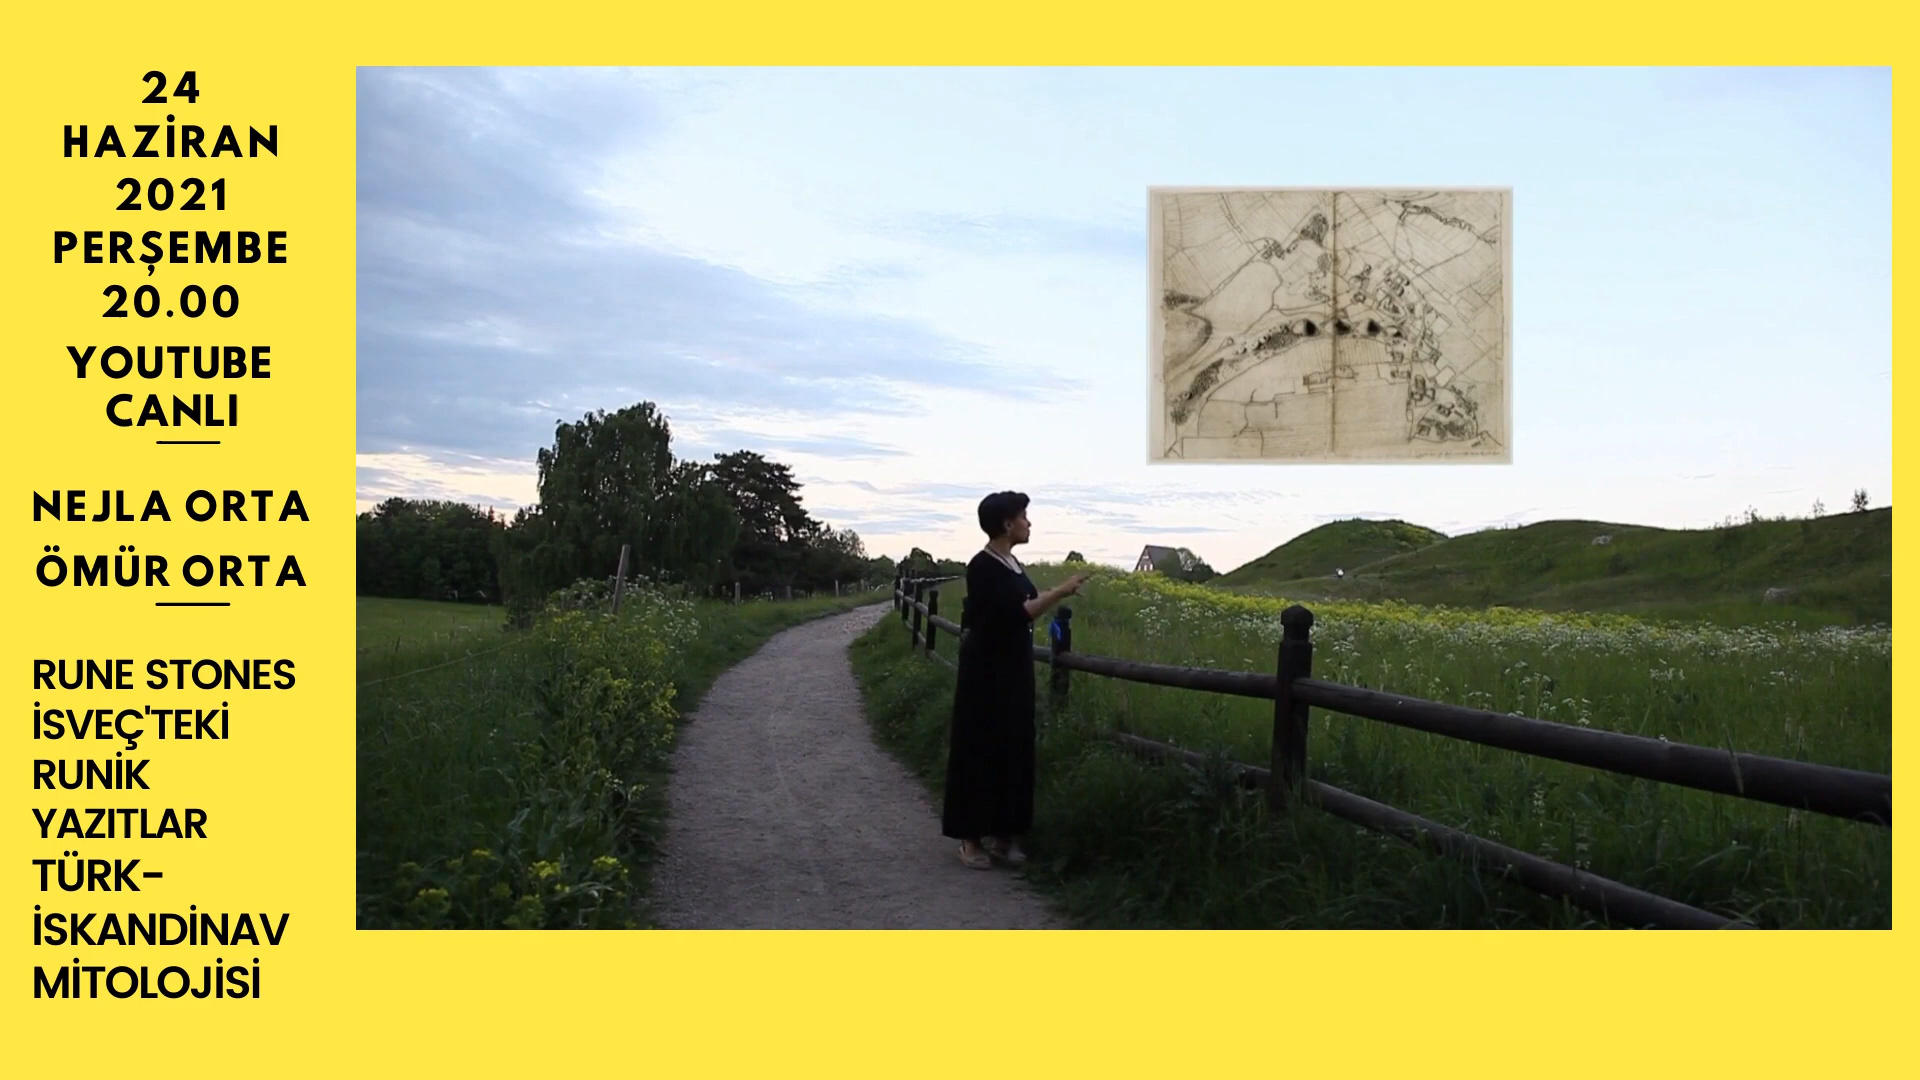 24
HAZİRAN
2021
PERŞEMBE
20.00
YOUTUBE
CANLI
NEJLA ORTA
ÖMÜR ORTA
RUNE STONES
İSVEÇ'TEKİ
RUNİK
YAZITLAR
TÜRK-
İSKANDİNAV
MİTOLOJİSİ